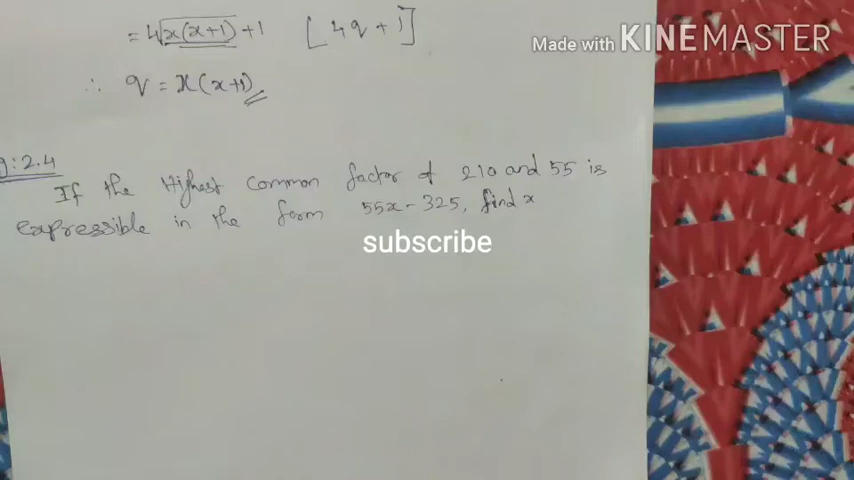 = 4x(x+1) + 1 [4q + 1]
Made with KINEMASTER
∴ q = x(x+1)
g: 2.4
If the Highest common factor of 210 and 55 is
expressible in the form 55x - 325, find x
subscribe